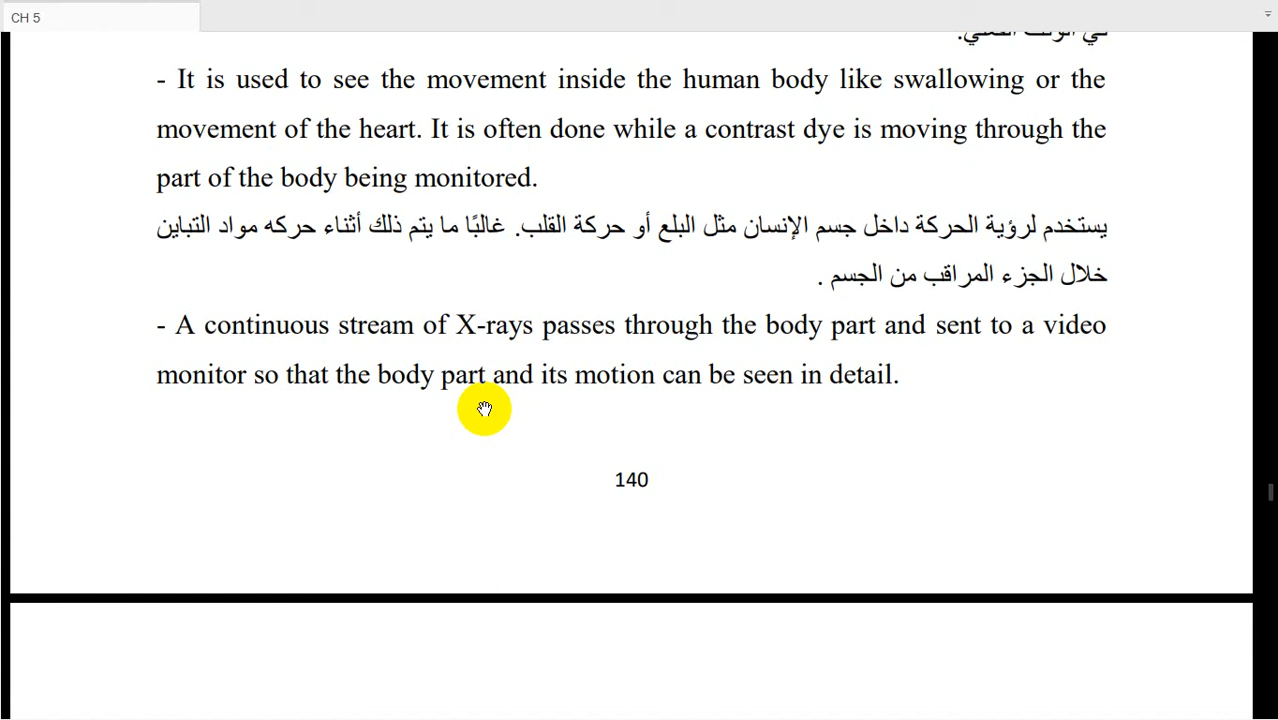 CH 5
في الوقت الفعلي.
- It is used to see the movement inside the human body like swallowing or the
movement of the heart. It is often done while a contrast dye is moving through the
part of the body being monitored.
يستخدم لرؤية الحركة داخل جسم الإنسان مثل البلع أو حركة القلب. غالبًا ما يتم ذلك أثناء حركه مواد التباين
خلال الجزء المراقب من الجسم .
- A continuous stream of X-rays passes through the body part and sent to a video
monitor so that the body part and its motion can be seen in detail.
140